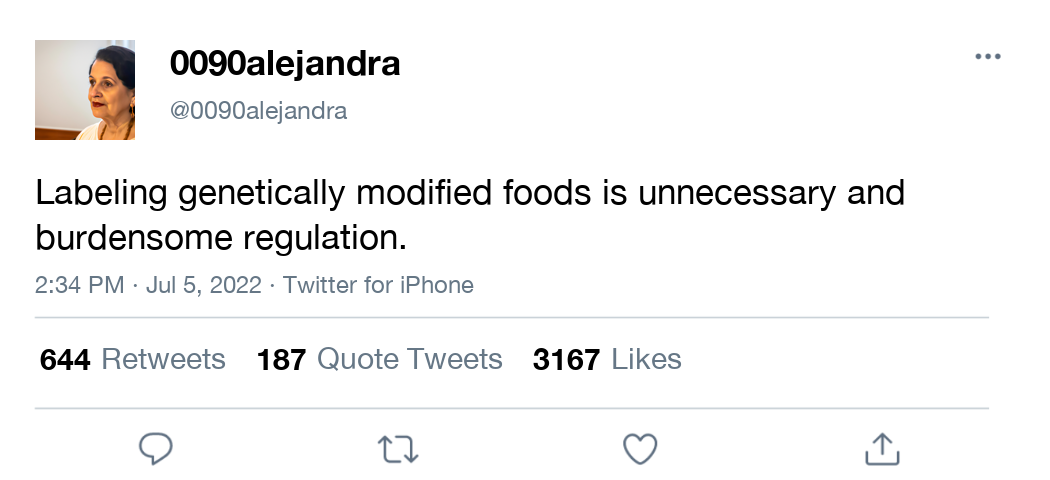 0090alejandra
@0090alejandra
Labeling genetically modified foods is unnecessary and
burdensome regulation.
2:34 PM · Jul 5, 2022 · Twitter for iPhone
644 Retweets 187 Quote Tweets 3167 Likes